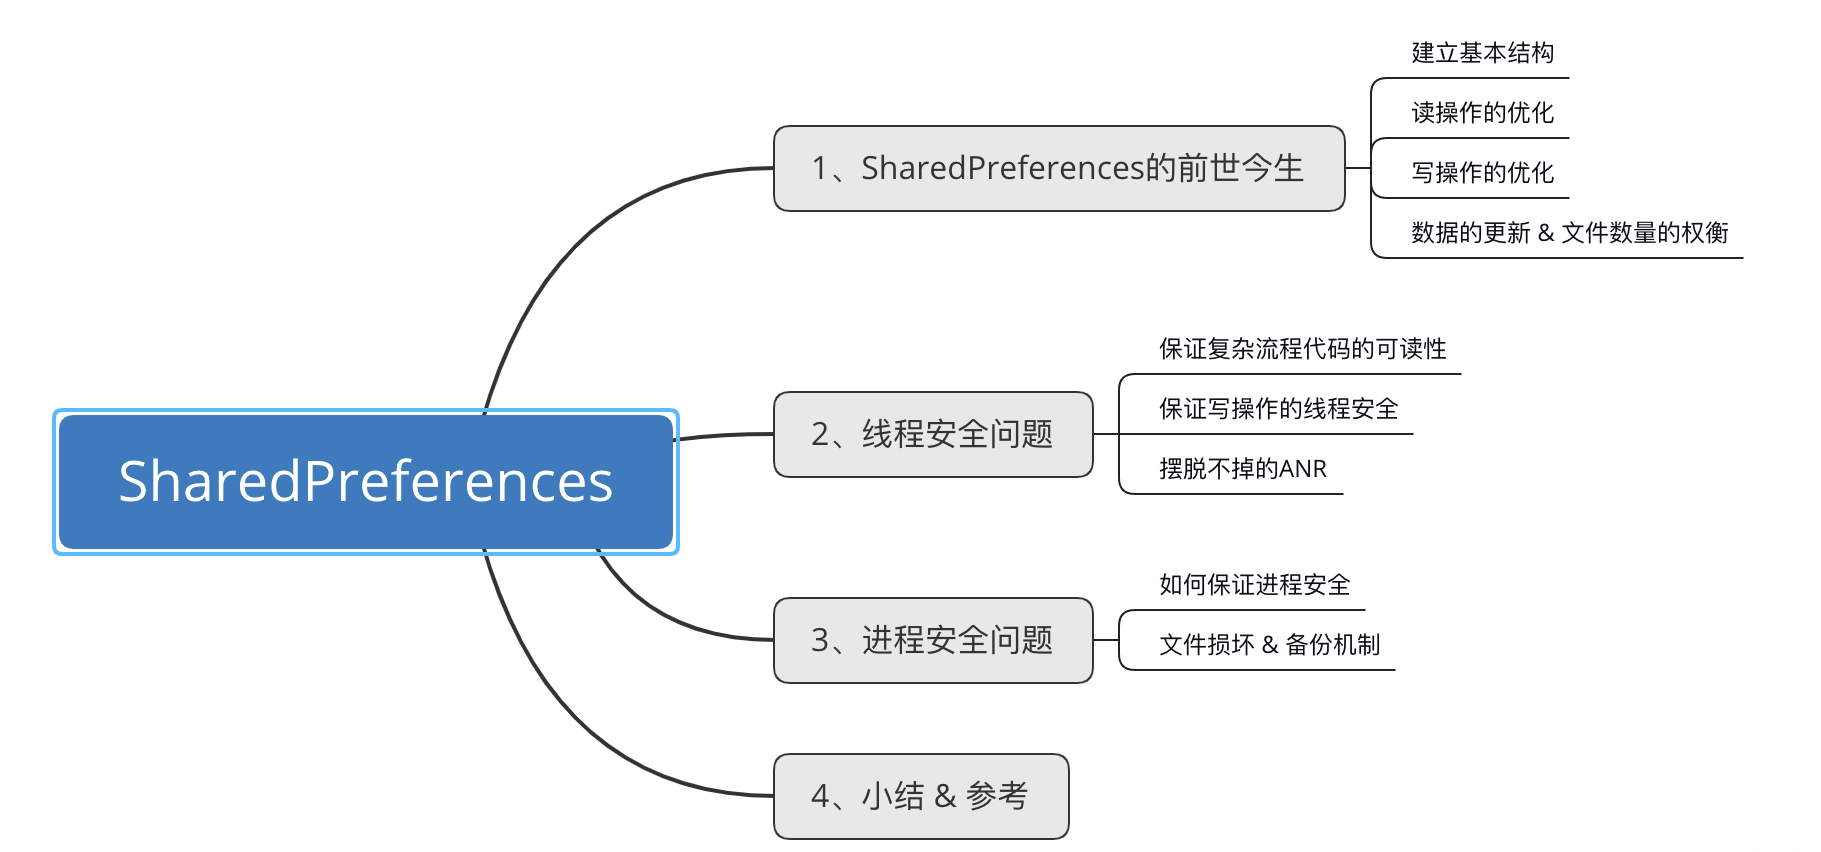 SharedPreferences
1、SharedPreferences的前世今生
建立基本结构
读操作的优化
写操作的优化
数据的更新 & 文件数量的权衡
2、线程安全问题
保证复杂流程代码的可读性
保证写操作的线程安全
摆脱不掉的ANR
3、进程安全问题
如何保证进程安全
文件损坏 & 备份机制
4、小结 & 参考